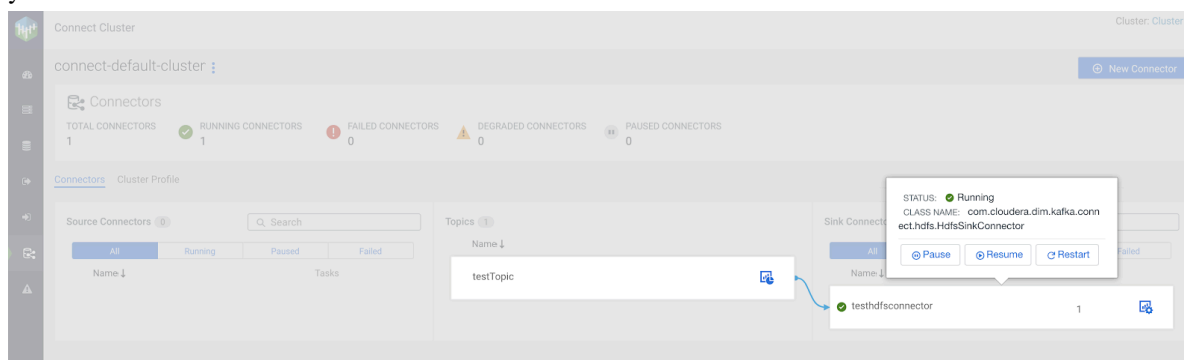 Connect Cluster
Cluster: Cluster
connect-default-cluster
New Connector
Connectors
TOTAL CONNECTORS
1
RUNNING CONNECTORS
1
FAILED CONNECTORS
0
DEGRADED CONNECTORS
0
PAUSED CONNECTORS
0
Connectors Cluster Profile
Source Connectors 0
Search
All Running Paused Failed
Name Tasks
Topics 1
Name
testTopic
Sink Connect
STATUS: Running
CLASS NAME: com.cloudera.dim.kafka.conn
ect.hdfs.HdfsSinkConnector
Pause Resume Restart
All Failed
Name
testhdfsconnector 1